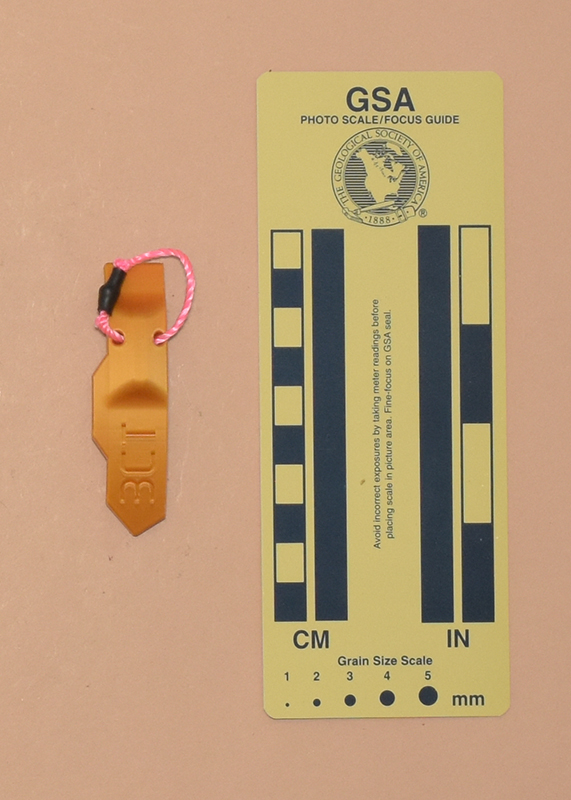 GSA
PHOTO SCALE/FOCUS GUIDE
THE GEOLOGICAL SOCIETY OF AMERICA
·1888·
®
3CT
Avoid incorrect exposures by taking meter readings before
placing scale in picture area. Fine-focus on GSA seal.
CM IN
Grain Size Scale
1 2 3 4 5
mm